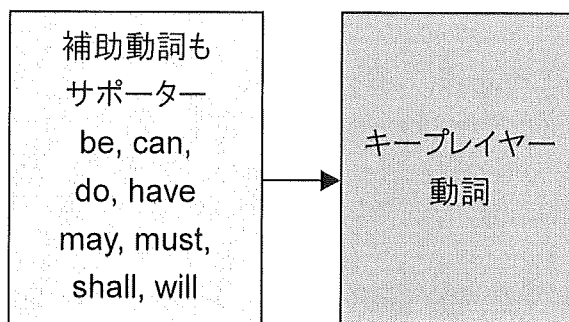 補助動詞も
サポーター
be, can,
do, have
may, must,
shall, will
キープレイヤー
動詞